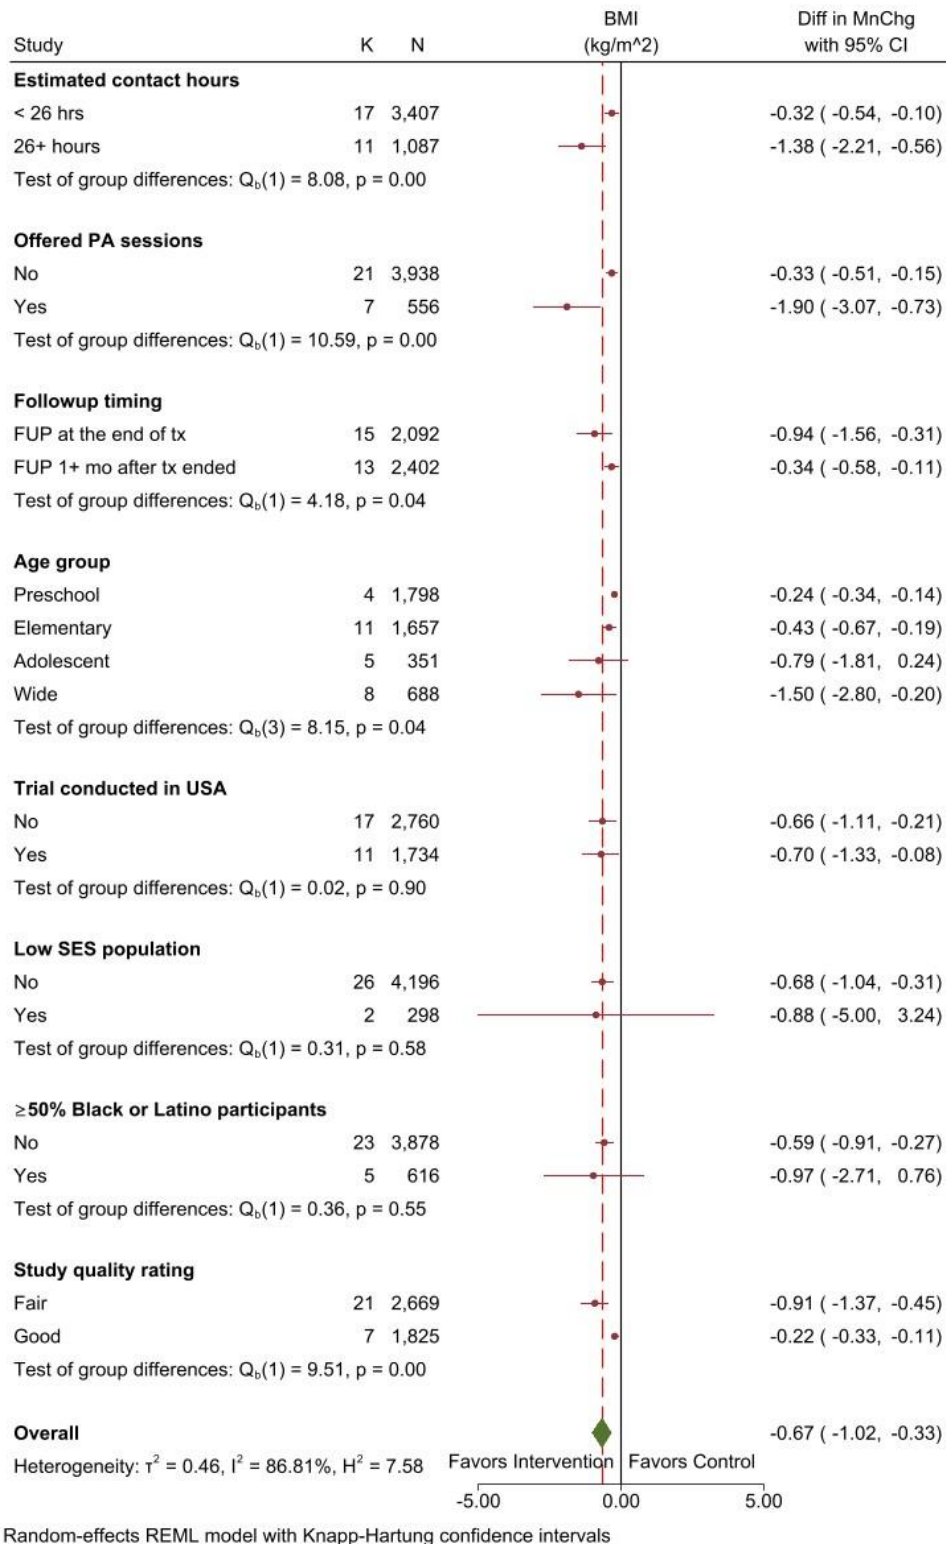 BMI Diff in MnChg
Study K N (kg/m^2) with 95% CI
Estimated contact hours
< 26 hrs 17 3,407 -0.32 ( -0.54, -0.10)
26+ hours 11 1,087 -1.38 ( -2.21, -0.56)
Test of group differences: Q_b(1) = 8.08, p = 0.00
Offered PA sessions
No 21 3,938 -0.33 ( -0.51, -0.15)
Yes 7 556 -1.90 ( -3.07, -0.73)
Test of group differences: Q_b(1) = 10.59, p = 0.00
Followup timing
FUP at the end of tx 15 2,092 -0.94 ( -1.56, -0.31)
FUP 1+ mo after tx ended 13 2,402 -0.34 ( -0.58, -0.11)
Test of group differences: Q_b(1) = 4.18, p = 0.04
Age group
Preschool 4 1,798 -0.24 ( -0.34, -0.14)
Elementary 11 1,657 -0.43 ( -0.67, -0.19)
Adolescent 5 351 -0.79 ( -1.81, 0.24)
Wide 8 688 -1.50 ( -2.80, -0.20)
Test of group differences: Q_b(3) = 8.15, p = 0.04
Trial conducted in USA
No 17 2,760 -0.66 ( -1.11, -0.21)
Yes 11 1,734 -0.70 ( -1.33, -0.08)
Test of group differences: Q_b(1) = 0.02, p = 0.90
Low SES population
No 26 4,196 -0.68 ( -1.04, -0.31)
Yes 2 298 -0.88 ( -5.00, 3.24)
Test of group differences: Q_b(1) = 0.31, p = 0.58
≥50% Black or Latino participants
No 23 3,878 -0.59 ( -0.91, -0.27)
Yes 5 616 -0.97 ( -2.71, 0.76)
Test of group differences: Q_b(1) = 0.36, p = 0.55
Study quality rating
Fair 21 2,669 -0.91 ( -1.37, -0.45)
Good 7 1,825 -0.22 ( -0.33, -0.11)
Test of group differences: Q_b(1) = 9.51, p = 0.00
Overall -0.67 ( -1.02, -0.33)
Heterogeneity: τ² = 0.46, I² = 86.81%, H² = 7.58 Favors Intervention Favors Control
-5.00 0.00 5.00
Random-effects REML model with Knapp-Hartung confidence intervals